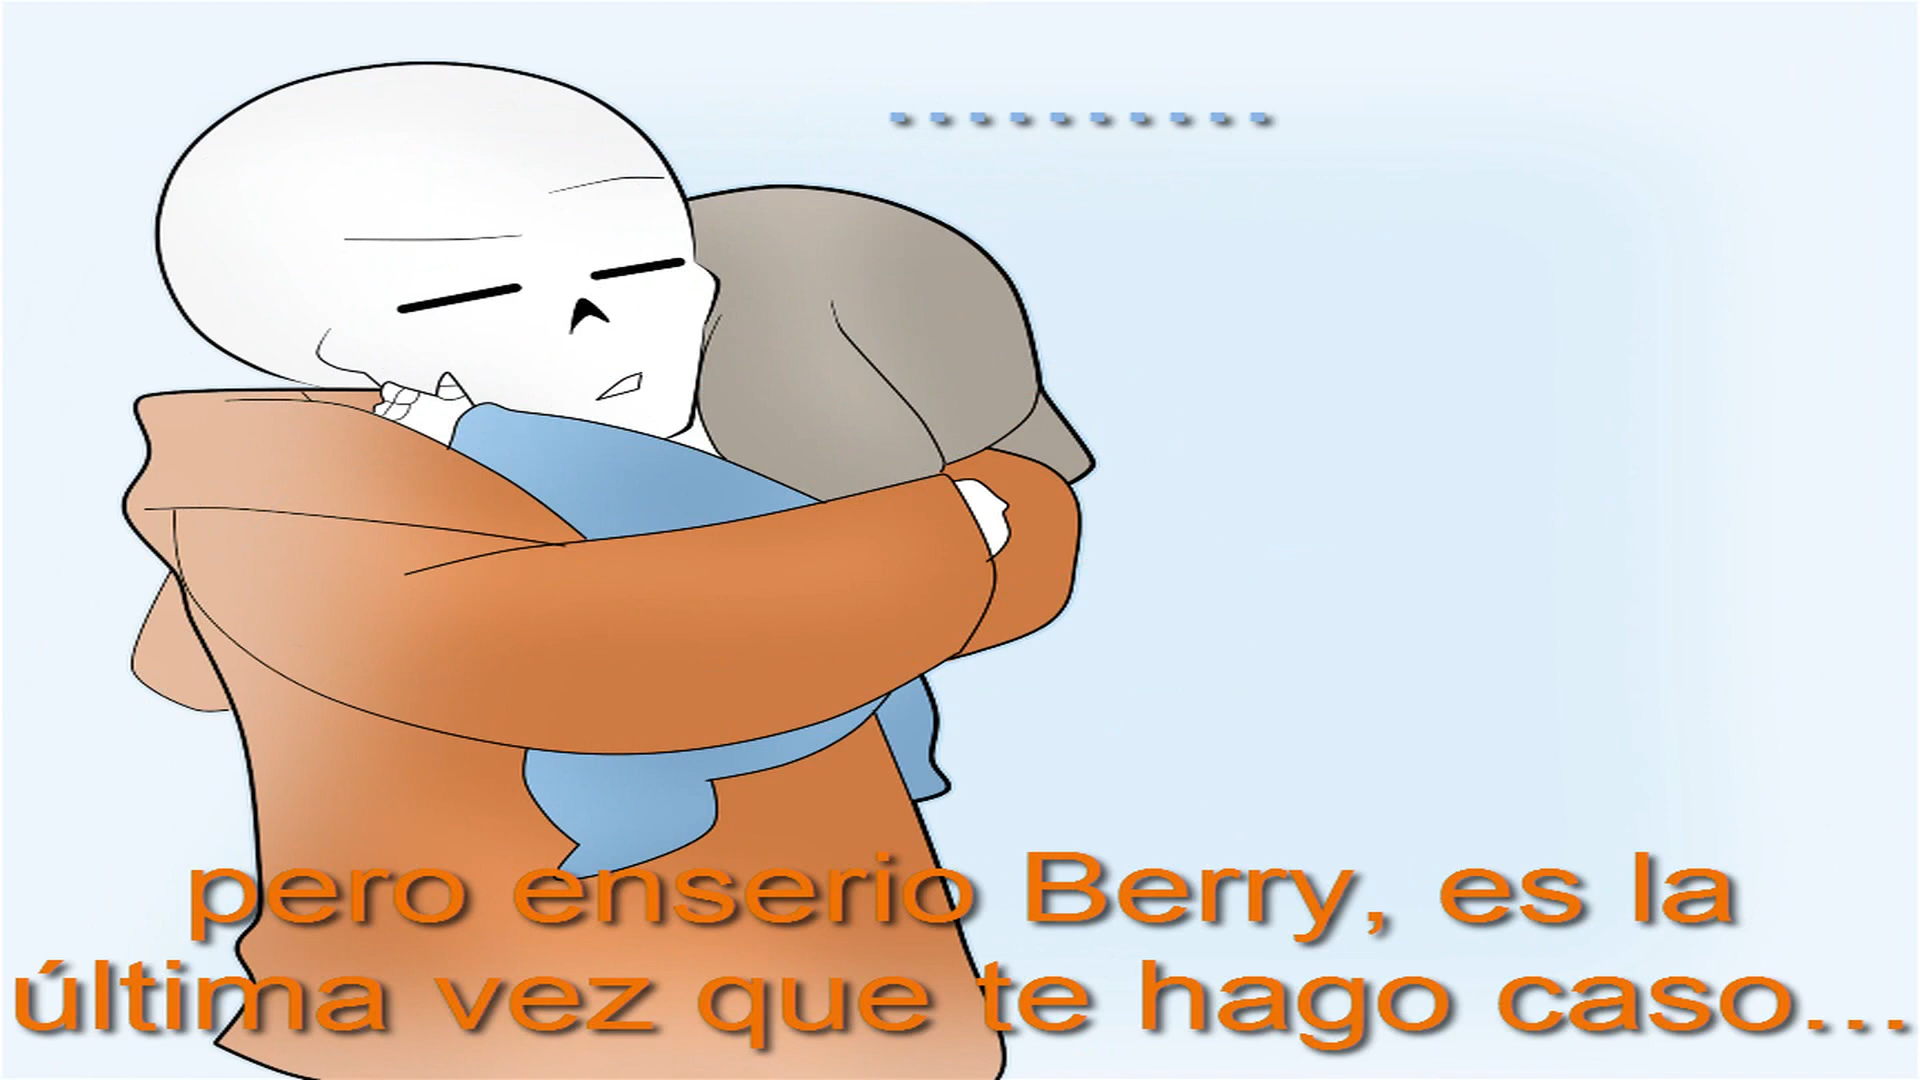 ..........
pero enserio Berry, es la
última vez que te hago caso...